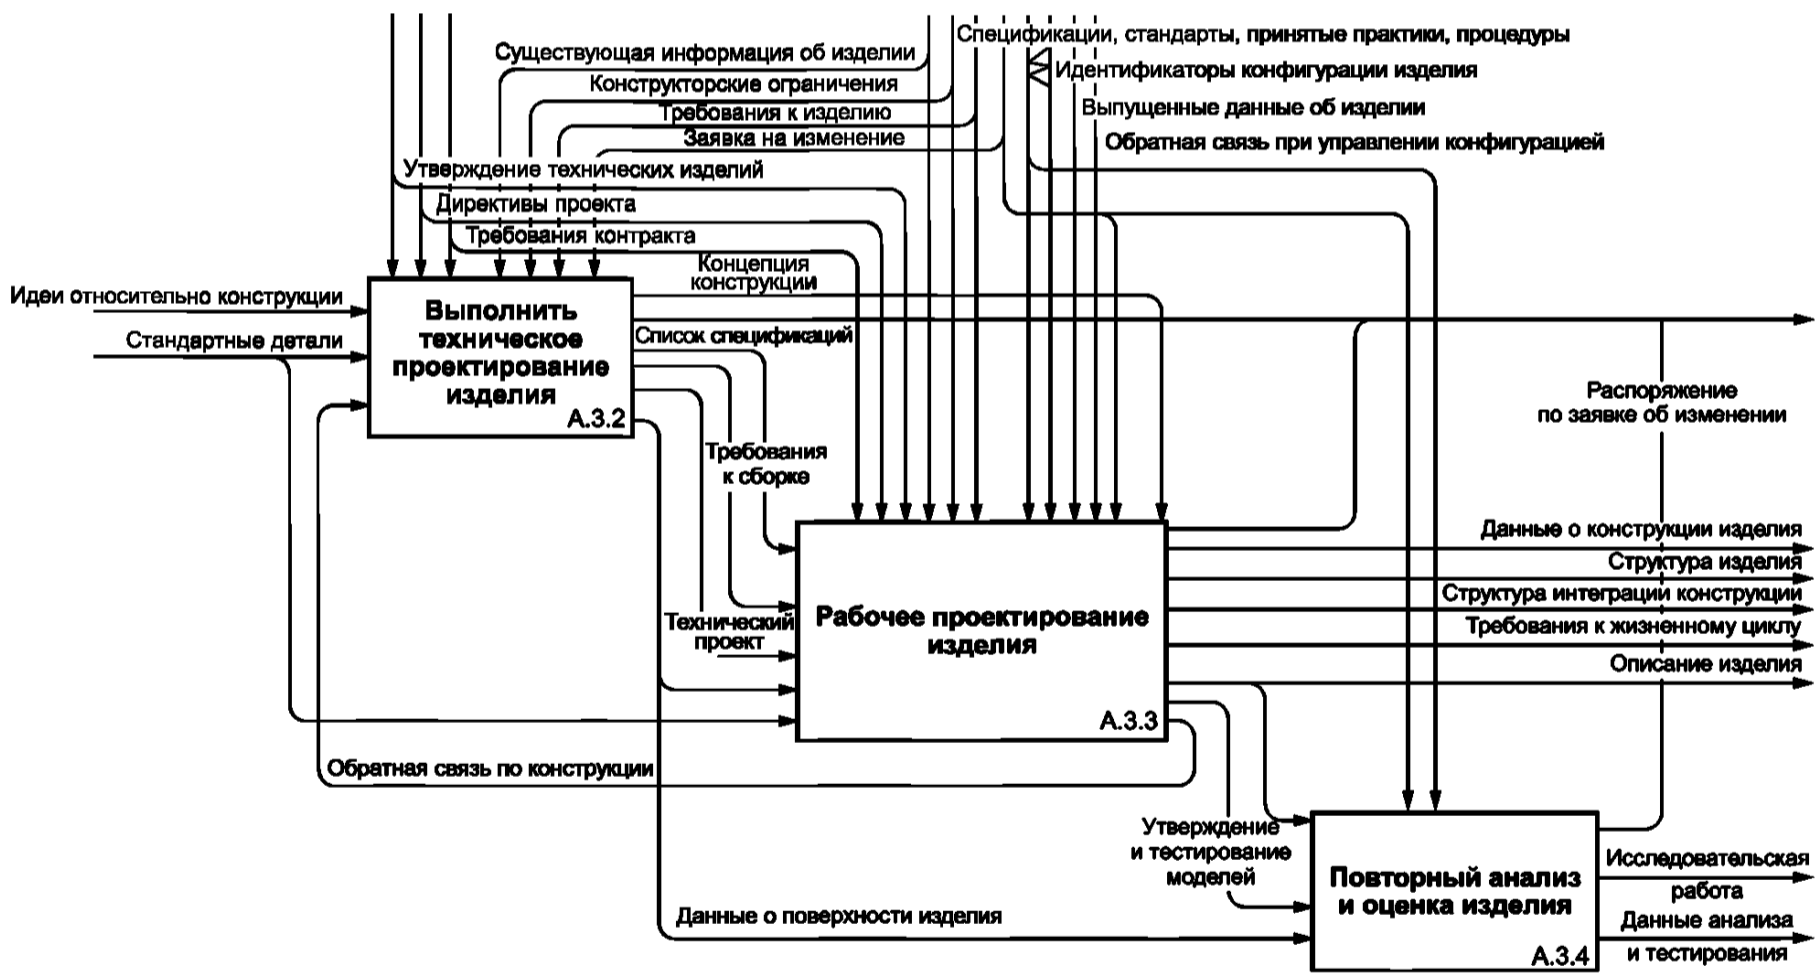 Спецификации, стандарты, принятые практики, процедуры
Существующая информация об изделии
Идентификаторы конфигурации изделия
Конструкторские ограничения
Выпущенные данные об изделии
Требования к изделию
Заявка на изменение
Обратная связь при управлении конфигурацией
Утверждение технических изделий
Директивы проекта
Требования контракта
Концепция
конструкции
Идеи относительно конструкции
Стандартные детали
Выполнить
техническое
проектирование
изделия
А.3.2
Список спецификаций
Распоряжение
по заявке об изменении
Требования
к сборке
Данные о конструкции изделия
Структура изделия
Структура интеграции конструкции
Требования к жизненному циклу
Описание изделия
Технический
проект
Рабочее проектирование
изделия
А.3.3
Обратная связь по конструкции
Утверждение
и тестирование
моделей
Данные о поверхности изделия
Повторный анализ
и оценка изделия
А.3.4
Исследовательская
работа
Данные анализа
и тестирования